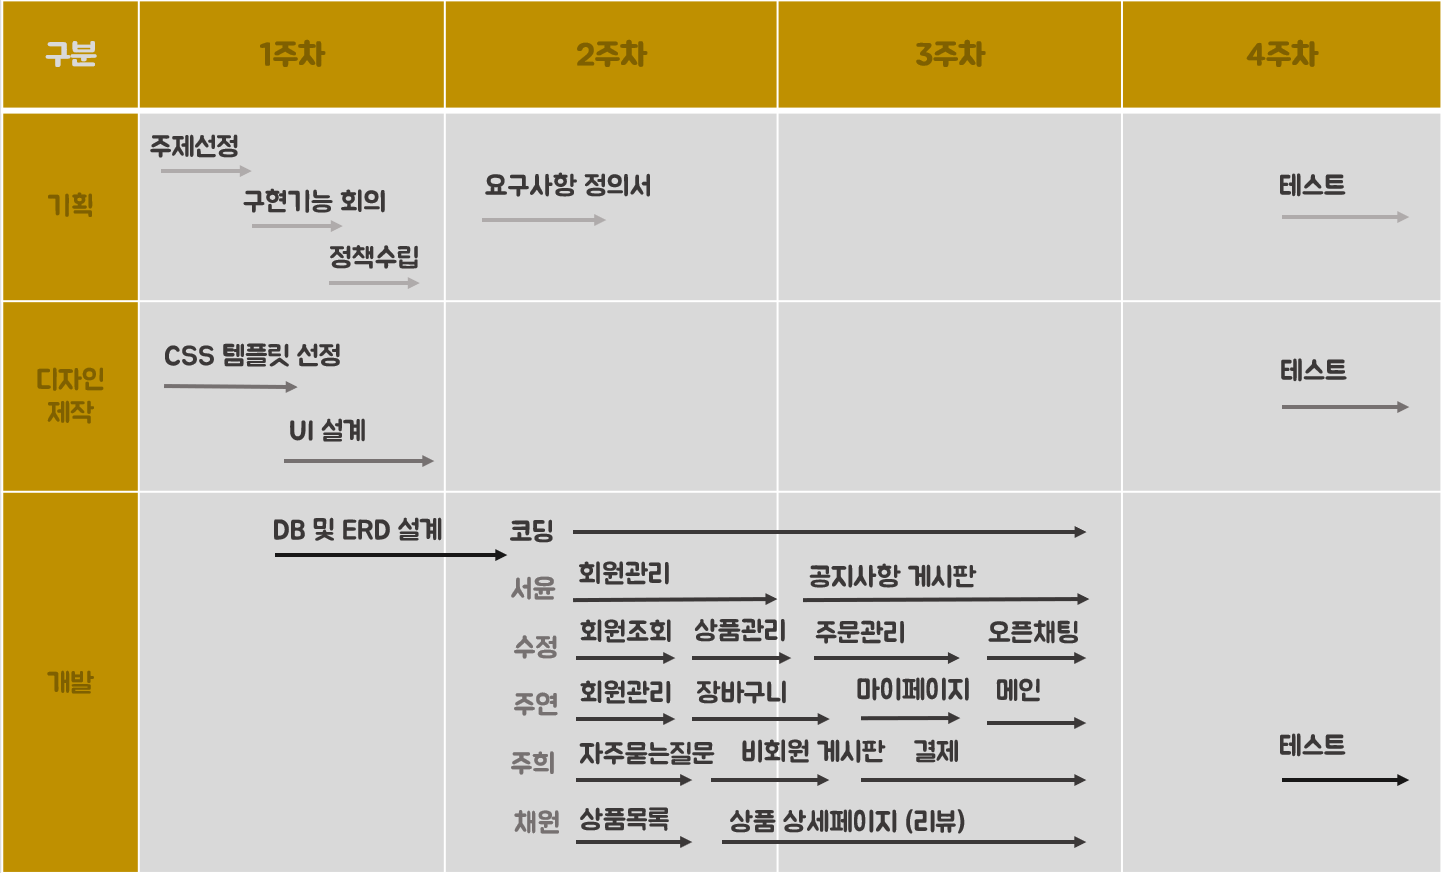 구분
1주차
2주차
3주차
4주차
기획
주제선정
구현기능 회의
정책수립
요구사항 정의서
테스트
디자인
제작
CSS 템플릿 선정
UI 설계
테스트
개발
DB 및 ERD 설계
코딩
서윤
회원관리
공지사항 게시판
수정
회원조회
상품관리
주문관리
오픈채팅
주연
회원관리
장바구니
마이페이지
메인
주희
자주묻는질문
비회원 게시판
결제
채원
상품목록
상품 상세페이지 (리뷰)
테스트